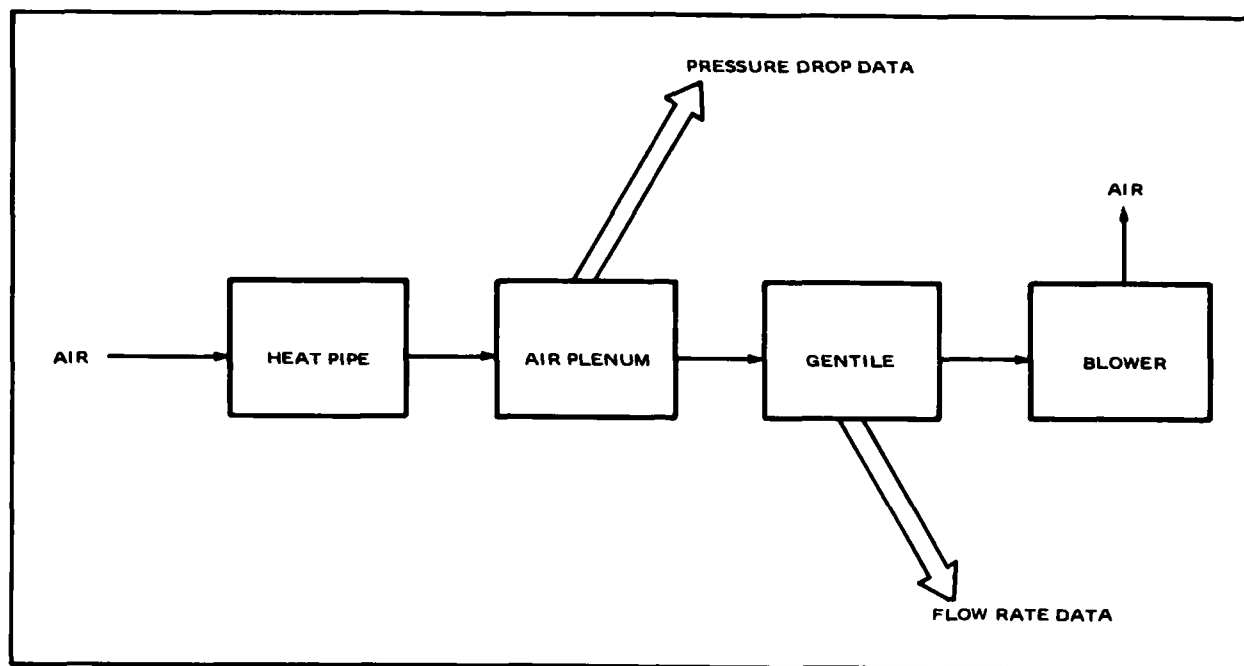 PRESSURE DROP DATA
AIR
AIR
HEAT PIPE
AIR PLENUM
GENTILE
BLOWER
FLOW RATE DATA